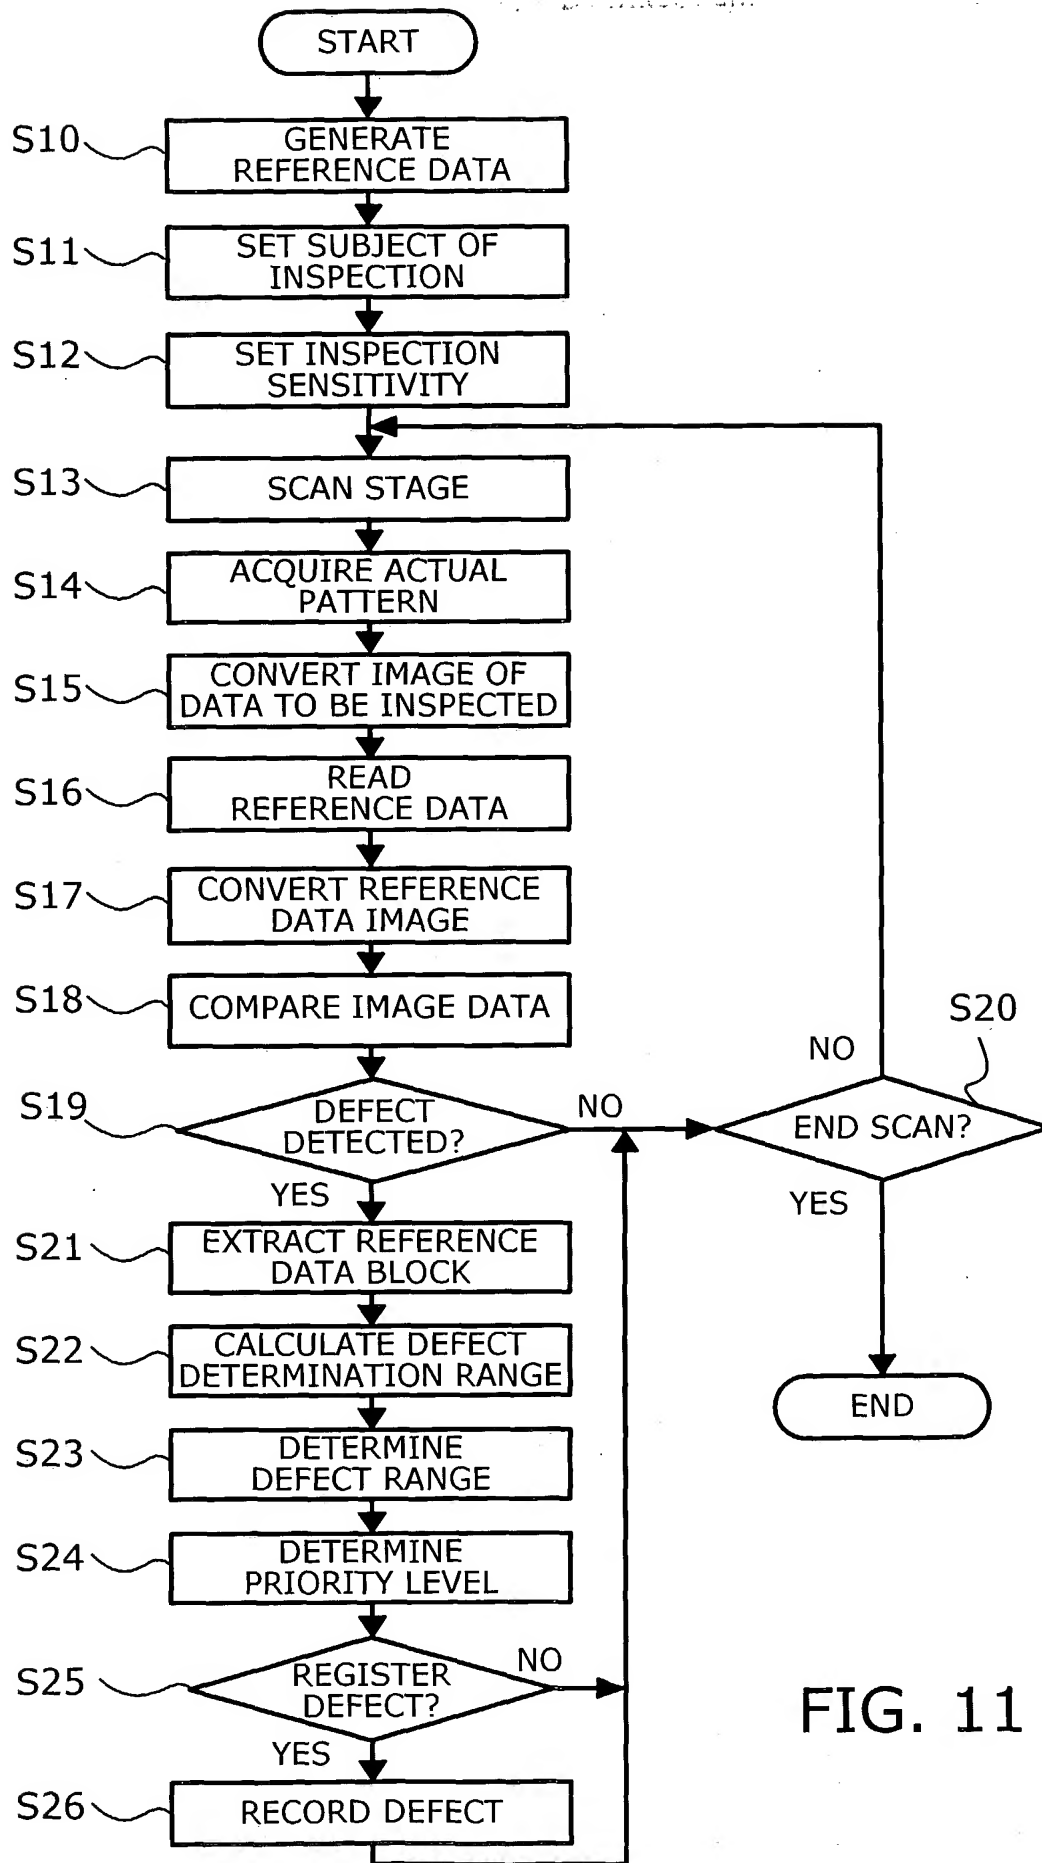 START
S10
GENERATE
REFERENCE DATA
S11
SET SUBJECT OF
INSPECTION
S12
SET INSPECTION
SENSITIVITY
S13
SCAN STAGE
S14
ACQUIRE ACTUAL
PATTERN
S15
CONVERT IMAGE OF
DATA TO BE INSPECTED
S16
READ
REFERENCE DATA
S17
CONVERT REFERENCE
DATA IMAGE
S18
COMPARE IMAGE DATA
S19
DEFECT
DETECTED?
NO
YES
S20
END SCAN?
NO
YES
END
S21
EXTRACT REFERENCE
DATA BLOCK
S22
CALCULATE DEFECT
DETERMINATION RANGE
S23
DETERMINE
DEFECT RANGE
S24
DETERMINE
PRIORITY LEVEL
S25
REGISTER
DEFECT?
NO
YES
S26
RECORD DEFECT
FIG. 11